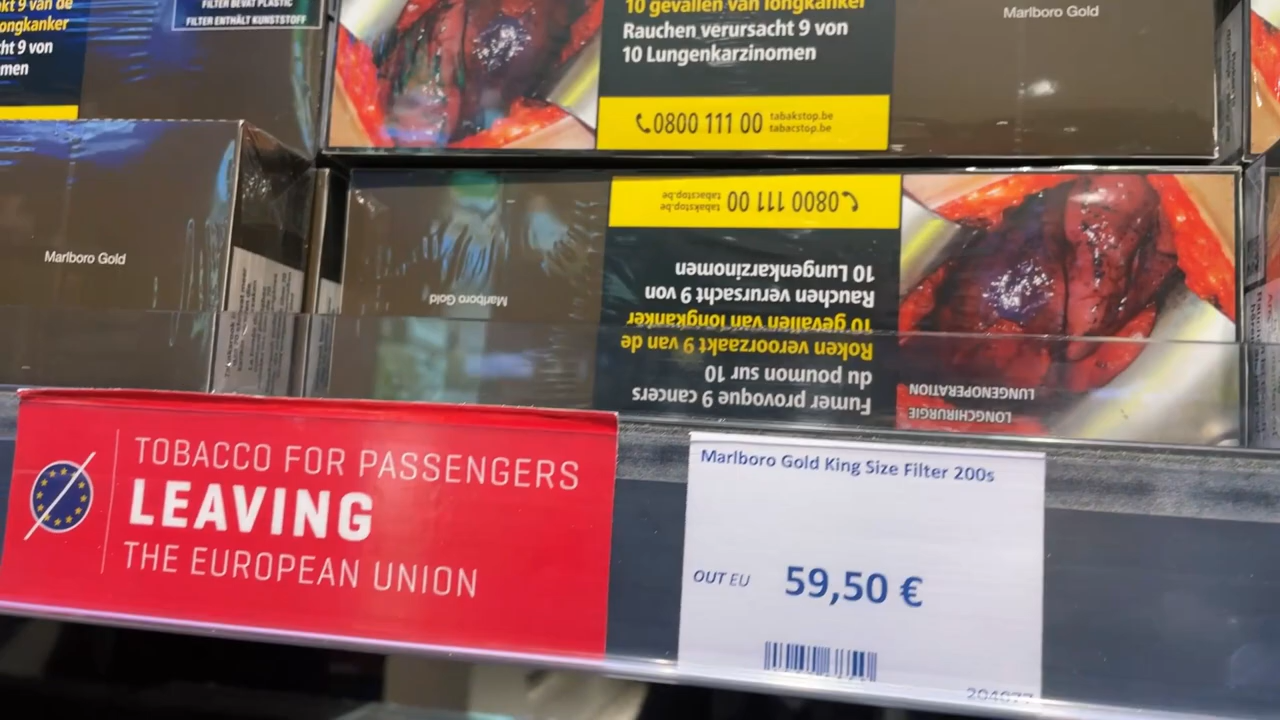 kt 9 van de
longkanker
cht 9 von
men
FILTER BEVAT PLASTIC
FILTER ENTHÄLT KUNSTSTOFF
10 gevallen van longkanker
Rauchen verursacht 9 von
10 Lungenkarzinomen
0800 111 00
tabakstop.be
tabacstop.be
Marlboro Gold
Marlboro Gold
Marlboro Gold
0800 111 00
tabakstop.be
tabacstop.be
Fumer provoque 9 cancers
du poumon sur 10
Roken veroorzaakt 9 van de
10 gevallen van longkanker
Rauchen verursacht 9 von
10 Lungenkarzinomen
LONGCHIRURGIE
LUNGENOPERATION
TOBACCO FOR PASSENGERS
LEAVING
THE EUROPEAN UNION
Marlboro Gold King Size Filter 200s
OUT EU
59,50 €